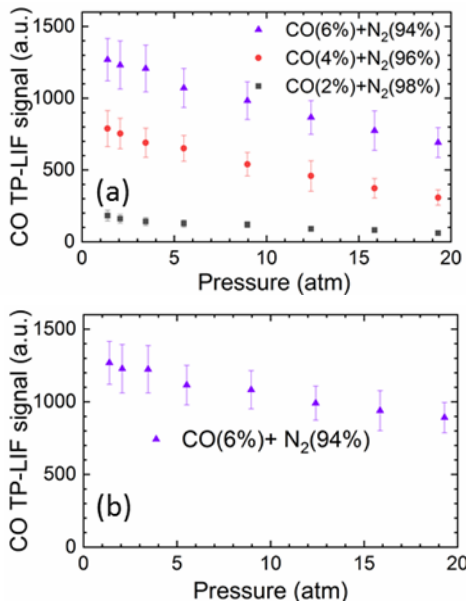 1500
1000
500
0
CO TP-LIF signal (a.u.)
CO(6%)+N₂(94%)
CO(4%)+N₂(96%)
CO(2%)+N₂(98%)
(a)
0 5 10 15 20
Pressure (atm)
1500
1000
500
0
CO TP-LIF signal (a.u.)
CO(6%)+ N₂(94%)
(b)
0 5 10 15 20
Pressure (atm)